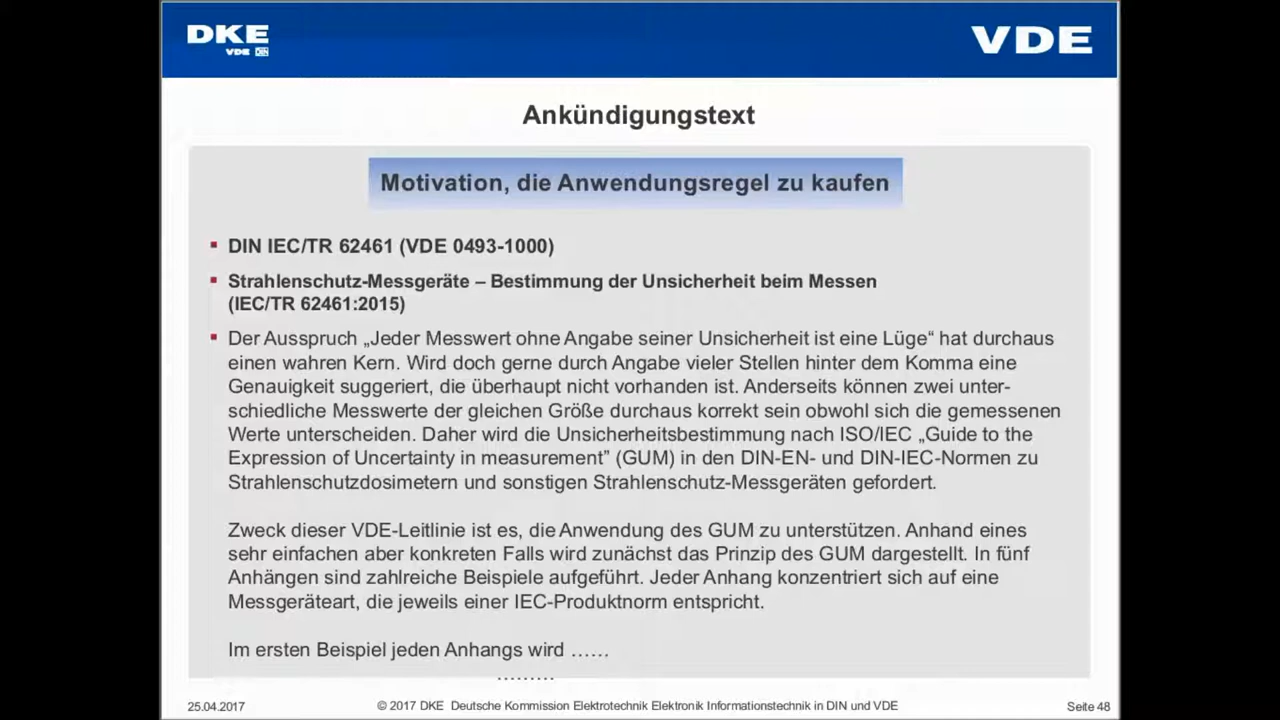 DKE
VDE DIN
VDE
Ankündigungstext
Motivation, die Anwendungsregel zu kaufen
▪ DIN IEC/TR 62461 (VDE 0493-1000)
▪ Strahlenschutz-Messgeräte – Bestimmung der Unsicherheit beim Messen
(IEC/TR 62461:2015)
▪ Der Ausspruch „Jeder Messwert ohne Angabe seiner Unsicherheit ist eine Lüge“ hat durchaus
einen wahren Kern. Wird doch gerne durch Angabe vieler Stellen hinter dem Komma eine
Genauigkeit suggeriert, die überhaupt nicht vorhanden ist. Anderseits können zwei unter-
schiedliche Messwerte der gleichen Größe durchaus korrekt sein obwohl sich die gemessenen
Werte unterscheiden. Daher wird die Unsicherheitsbestimmung nach ISO/IEC „Guide to the
Expression of Uncertainty in measurement” (GUM) in den DIN-EN- und DIN-IEC-Normen zu
Strahlenschutzdosimetern und sonstigen Strahlenschutz-Messgeräten gefordert.
Zweck dieser VDE-Leitlinie ist es, die Anwendung des GUM zu unterstützen. Anhand eines
sehr einfachen aber konkreten Falls wird zunächst das Prinzip des GUM dargestellt. In fünf
Anhängen sind zahlreiche Beispiele aufgeführt. Jeder Anhang konzentriert sich auf eine
Messgeräteart, die jeweils einer IEC-Produktnorm entspricht.
Im ersten Beispiel jeden Anhangs wird ……
………
25.04.2017
© 2017 DKE Deutsche Kommission Elektrotechnik Elektronik Informationstechnik in DIN und VDE
Seite 48